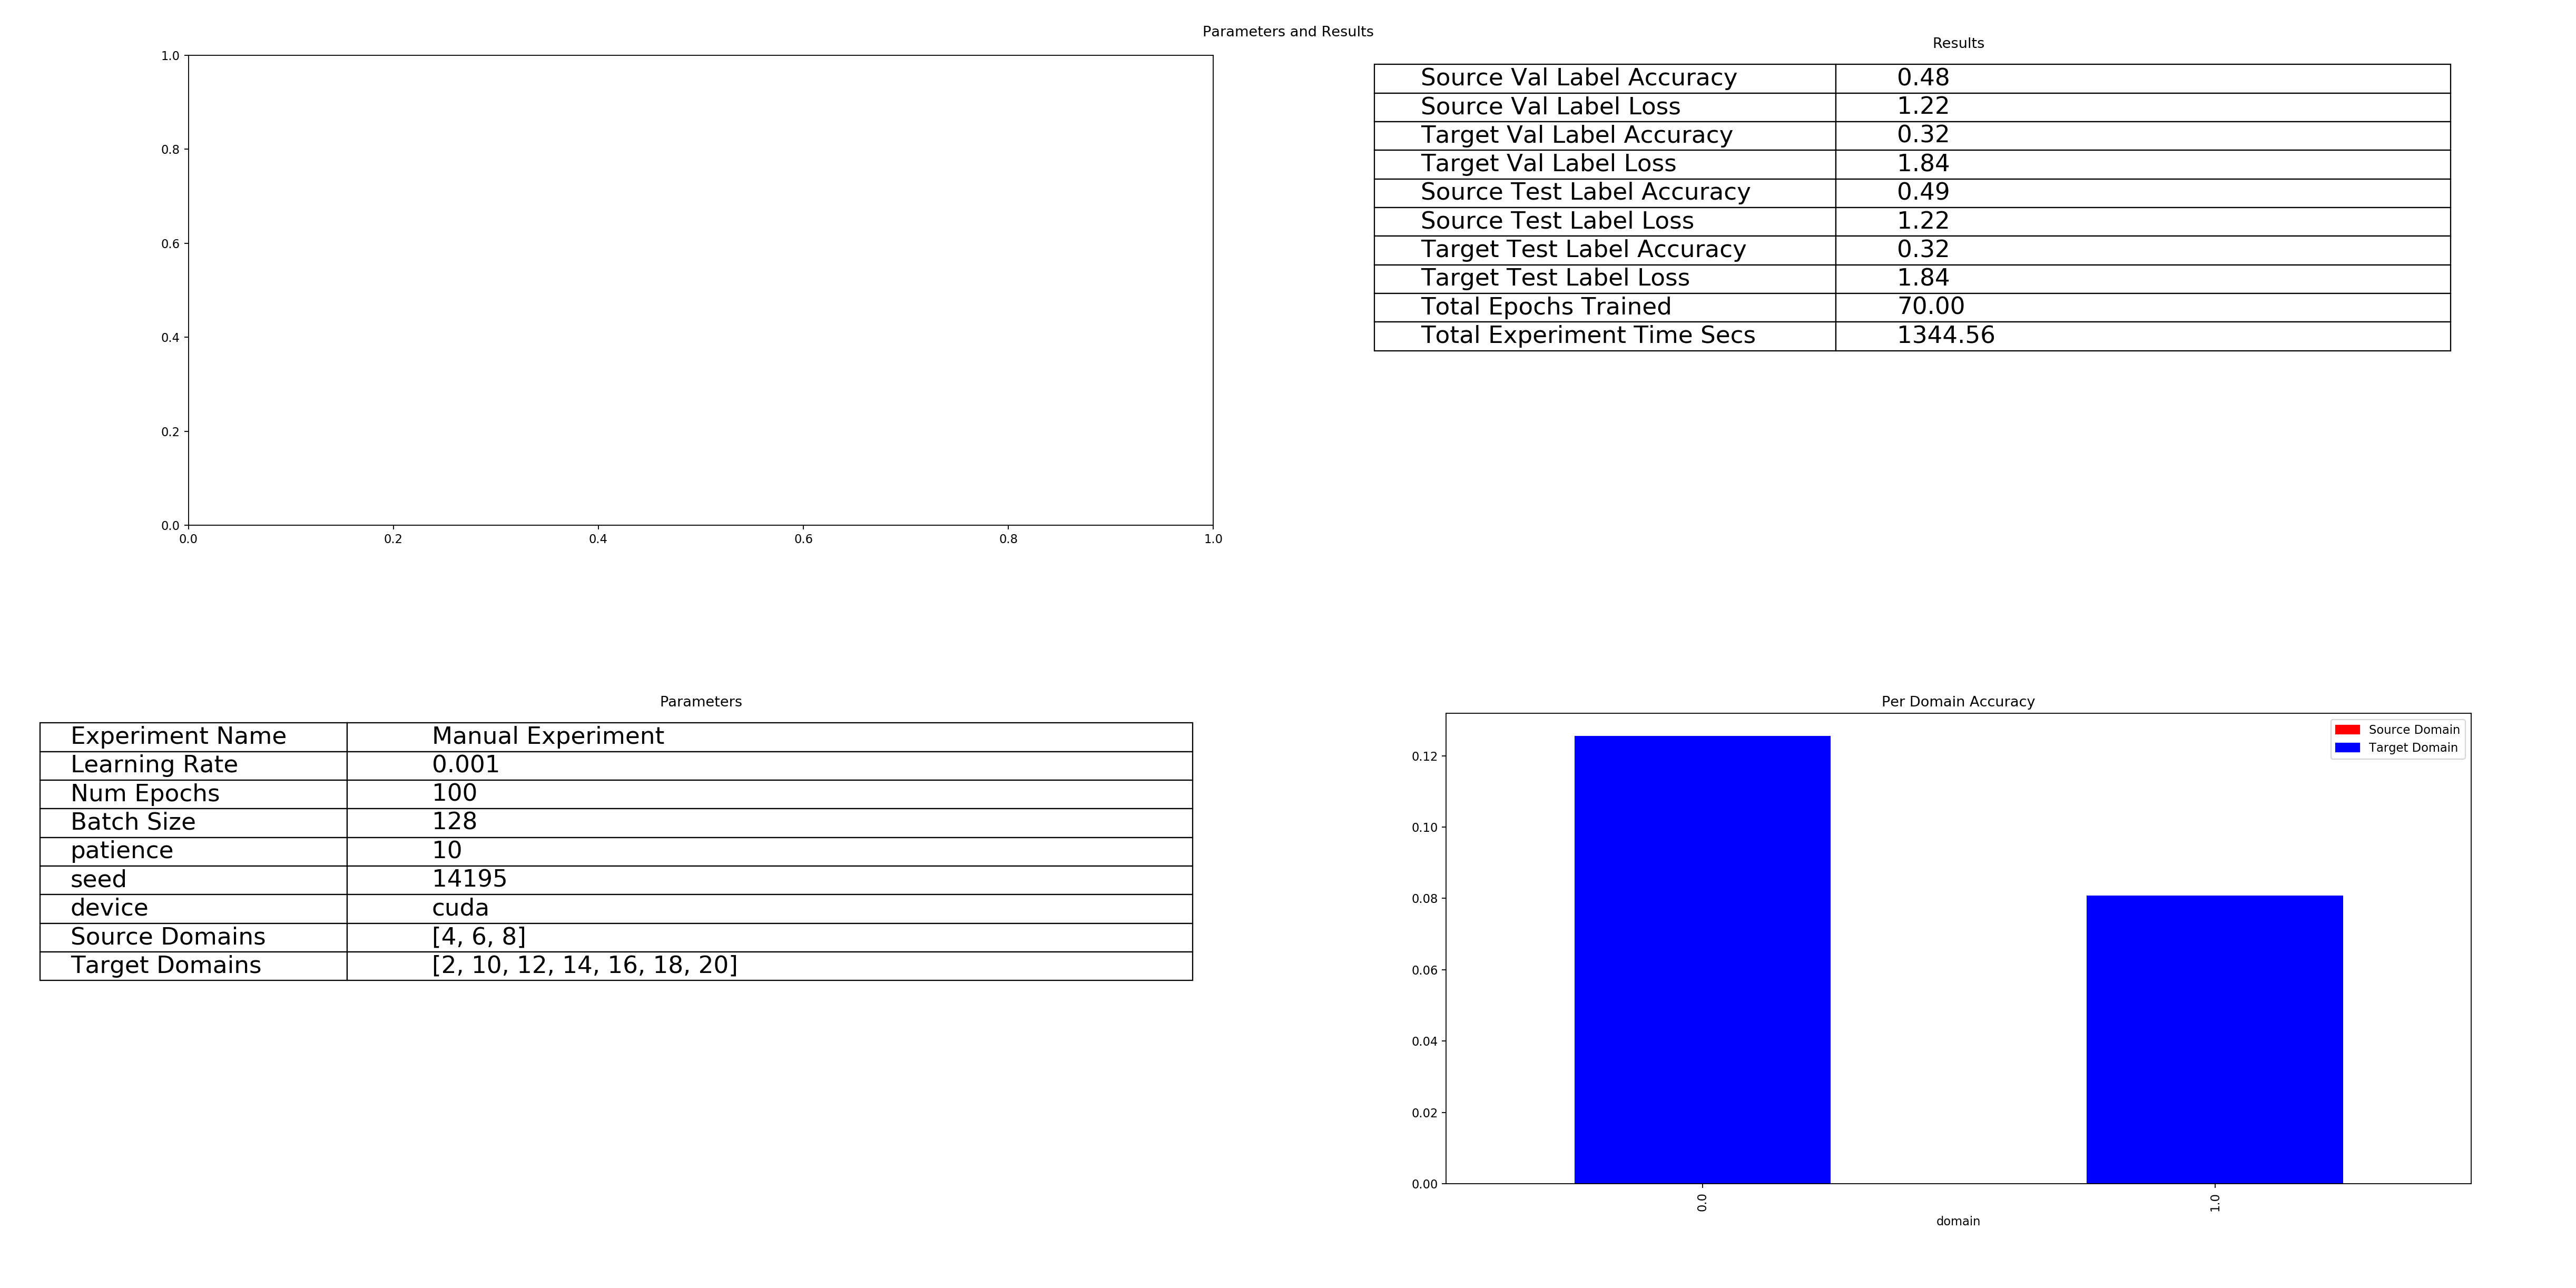 Parameters and Results
1.0
0.8
0.6
0.4
0.2
0.0
0.0 0.2 0.4 0.6 0.8 1.0
Results
Source Val Label Accuracy 0.48
Source Val Label Loss 1.22
Target Val Label Accuracy 0.32
Target Val Label Loss 1.84
Source Test Label Accuracy 0.49
Source Test Label Loss 1.22
Target Test Label Accuracy 0.32
Target Test Label Loss 1.84
Total Epochs Trained 70.00
Total Experiment Time Secs 1344.56
Parameters
Experiment Name Manual Experiment
Learning Rate 0.001
Num Epochs 100
Batch Size 128
patience 10
seed 14195
device cuda
Source Domains [4, 6, 8]
Target Domains [2, 10, 12, 14, 16, 18, 20]
Per Domain Accuracy
Source Domain
Target Domain
0.12
0.10
0.08
0.06
0.04
0.02
0.00
0.0 1.0
domain